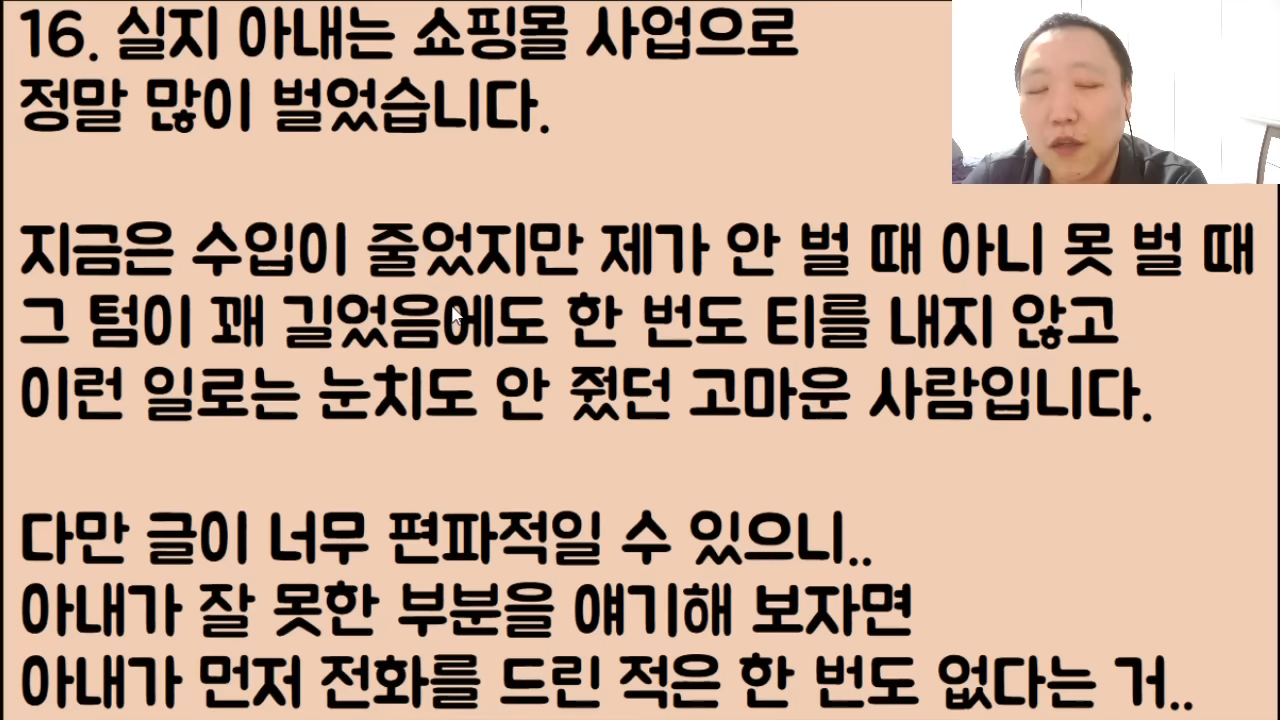 16. 실지 아내는 쇼핑몰 사업으로
정말 많이 벌었습니다.
지금은 수입이 줄었지만 제가 안 벌 때 아니 못 벌 때
그 텀이 꽤 길었음에도 한 번도 티를 내지 않고
이런 일로는 눈치도 안 줬던 고마운 사람입니다.
다만 글이 너무 편파적일 수 있으니..
아내가 잘 못한 부분을 얘기해 보자면
아내가 먼저 전화를 드린 적은 한 번도 없다는 거..